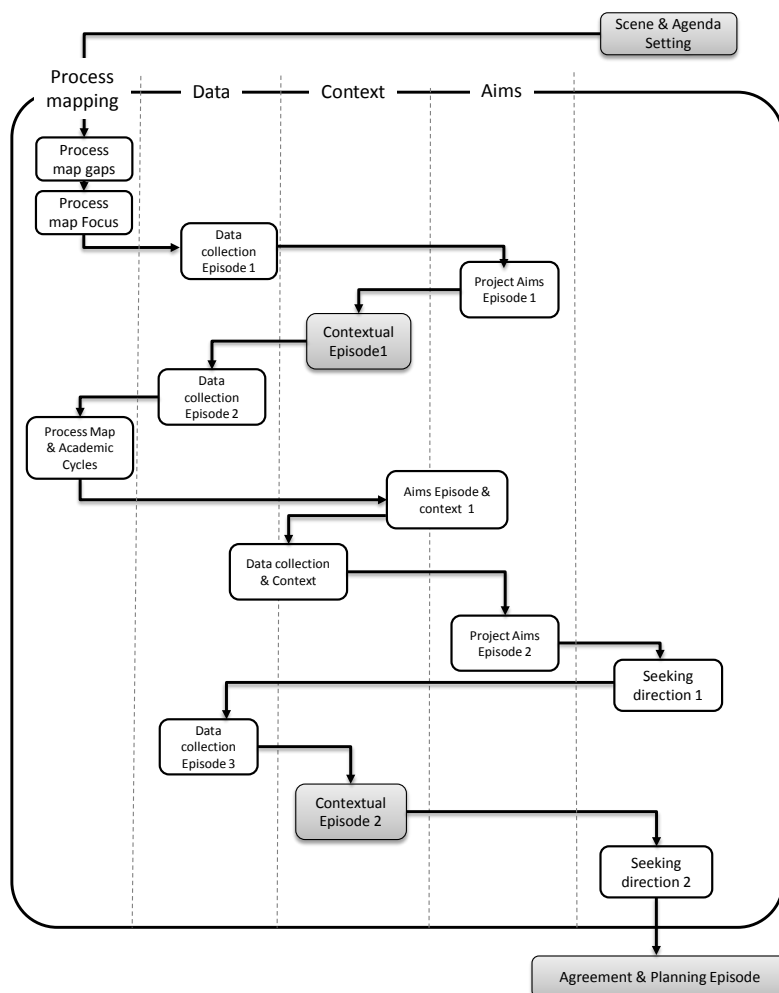 Scene & Agenda
Setting
Process
mapping
Data
Context
Aims
Process
map gaps
Process
map Focus
Data
collection
Episode 1
Project Aims
Episode 1
Contextual
Episode1
Data
collection
Episode 2
Process Map
& Academic
Cycles
Aims Episode &
context 1
Data collection
& Context
Project Aims
Episode 2
Seeking
direction 1
Data
collection
Episode 3
Contextual
Episode 2
Seeking
direction 2
Agreement & Planning Episode